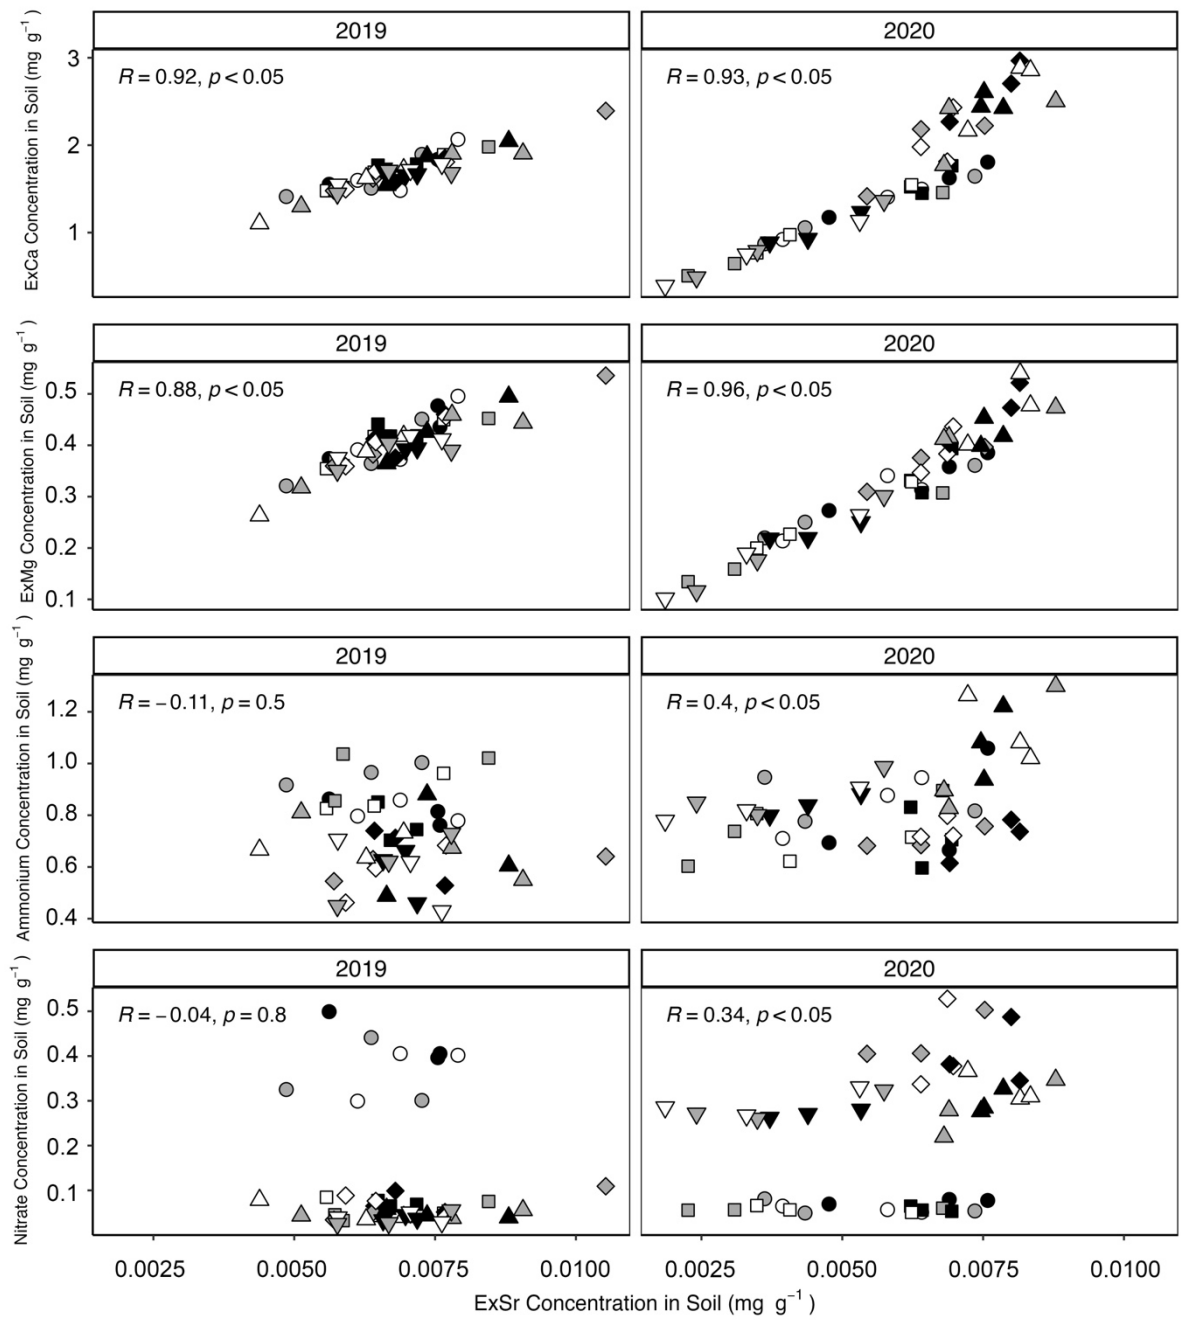 2019
2020
ExCa Concentration in Soil (mg g⁻¹ )
R = 0.92, p < 0.05
R = 0.93, p < 0.05
3
2
1
2019
2020
ExMg Concentration in Soil (mg g⁻¹ )
R = 0.88, p < 0.05
R = 0.96, p < 0.05
0.5
0.4
0.3
0.2
0.1
2019
2020
Ammonium Concentration in Soil (mg g⁻¹ )
R = −0.11, p = 0.5
R = 0.4, p < 0.05
1.2
1.0
0.8
0.6
0.4
2019
2020
Nitrate Concentration in Soil (mg g⁻¹ )
R = −0.04, p = 0.8
R = 0.34, p < 0.05
0.5
0.4
0.3
0.2
0.1
0.0025 0.0050 0.0075 0.0100
0.0025 0.0050 0.0075 0.0100
ExSr Concentration in Soil (mg g⁻¹ )